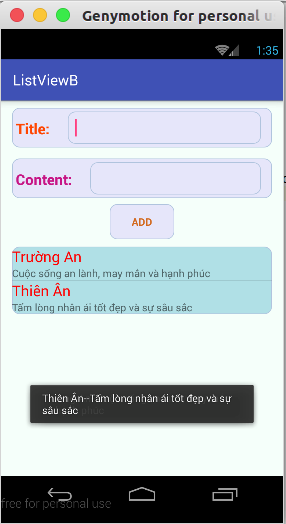 Genymotion for personal u
1:35
ListViewB
Title:
Content:
ADD
Trường An
Cuộc sống an lành, may mắn và hạnh phúc
Thiên Ân
Tấm lòng nhân ái tốt đẹp và sự sâu sắc
Thiên Ân--Tấm lòng nhân ái tốt đẹp và sự
sâu sắc phúc
free for personal use